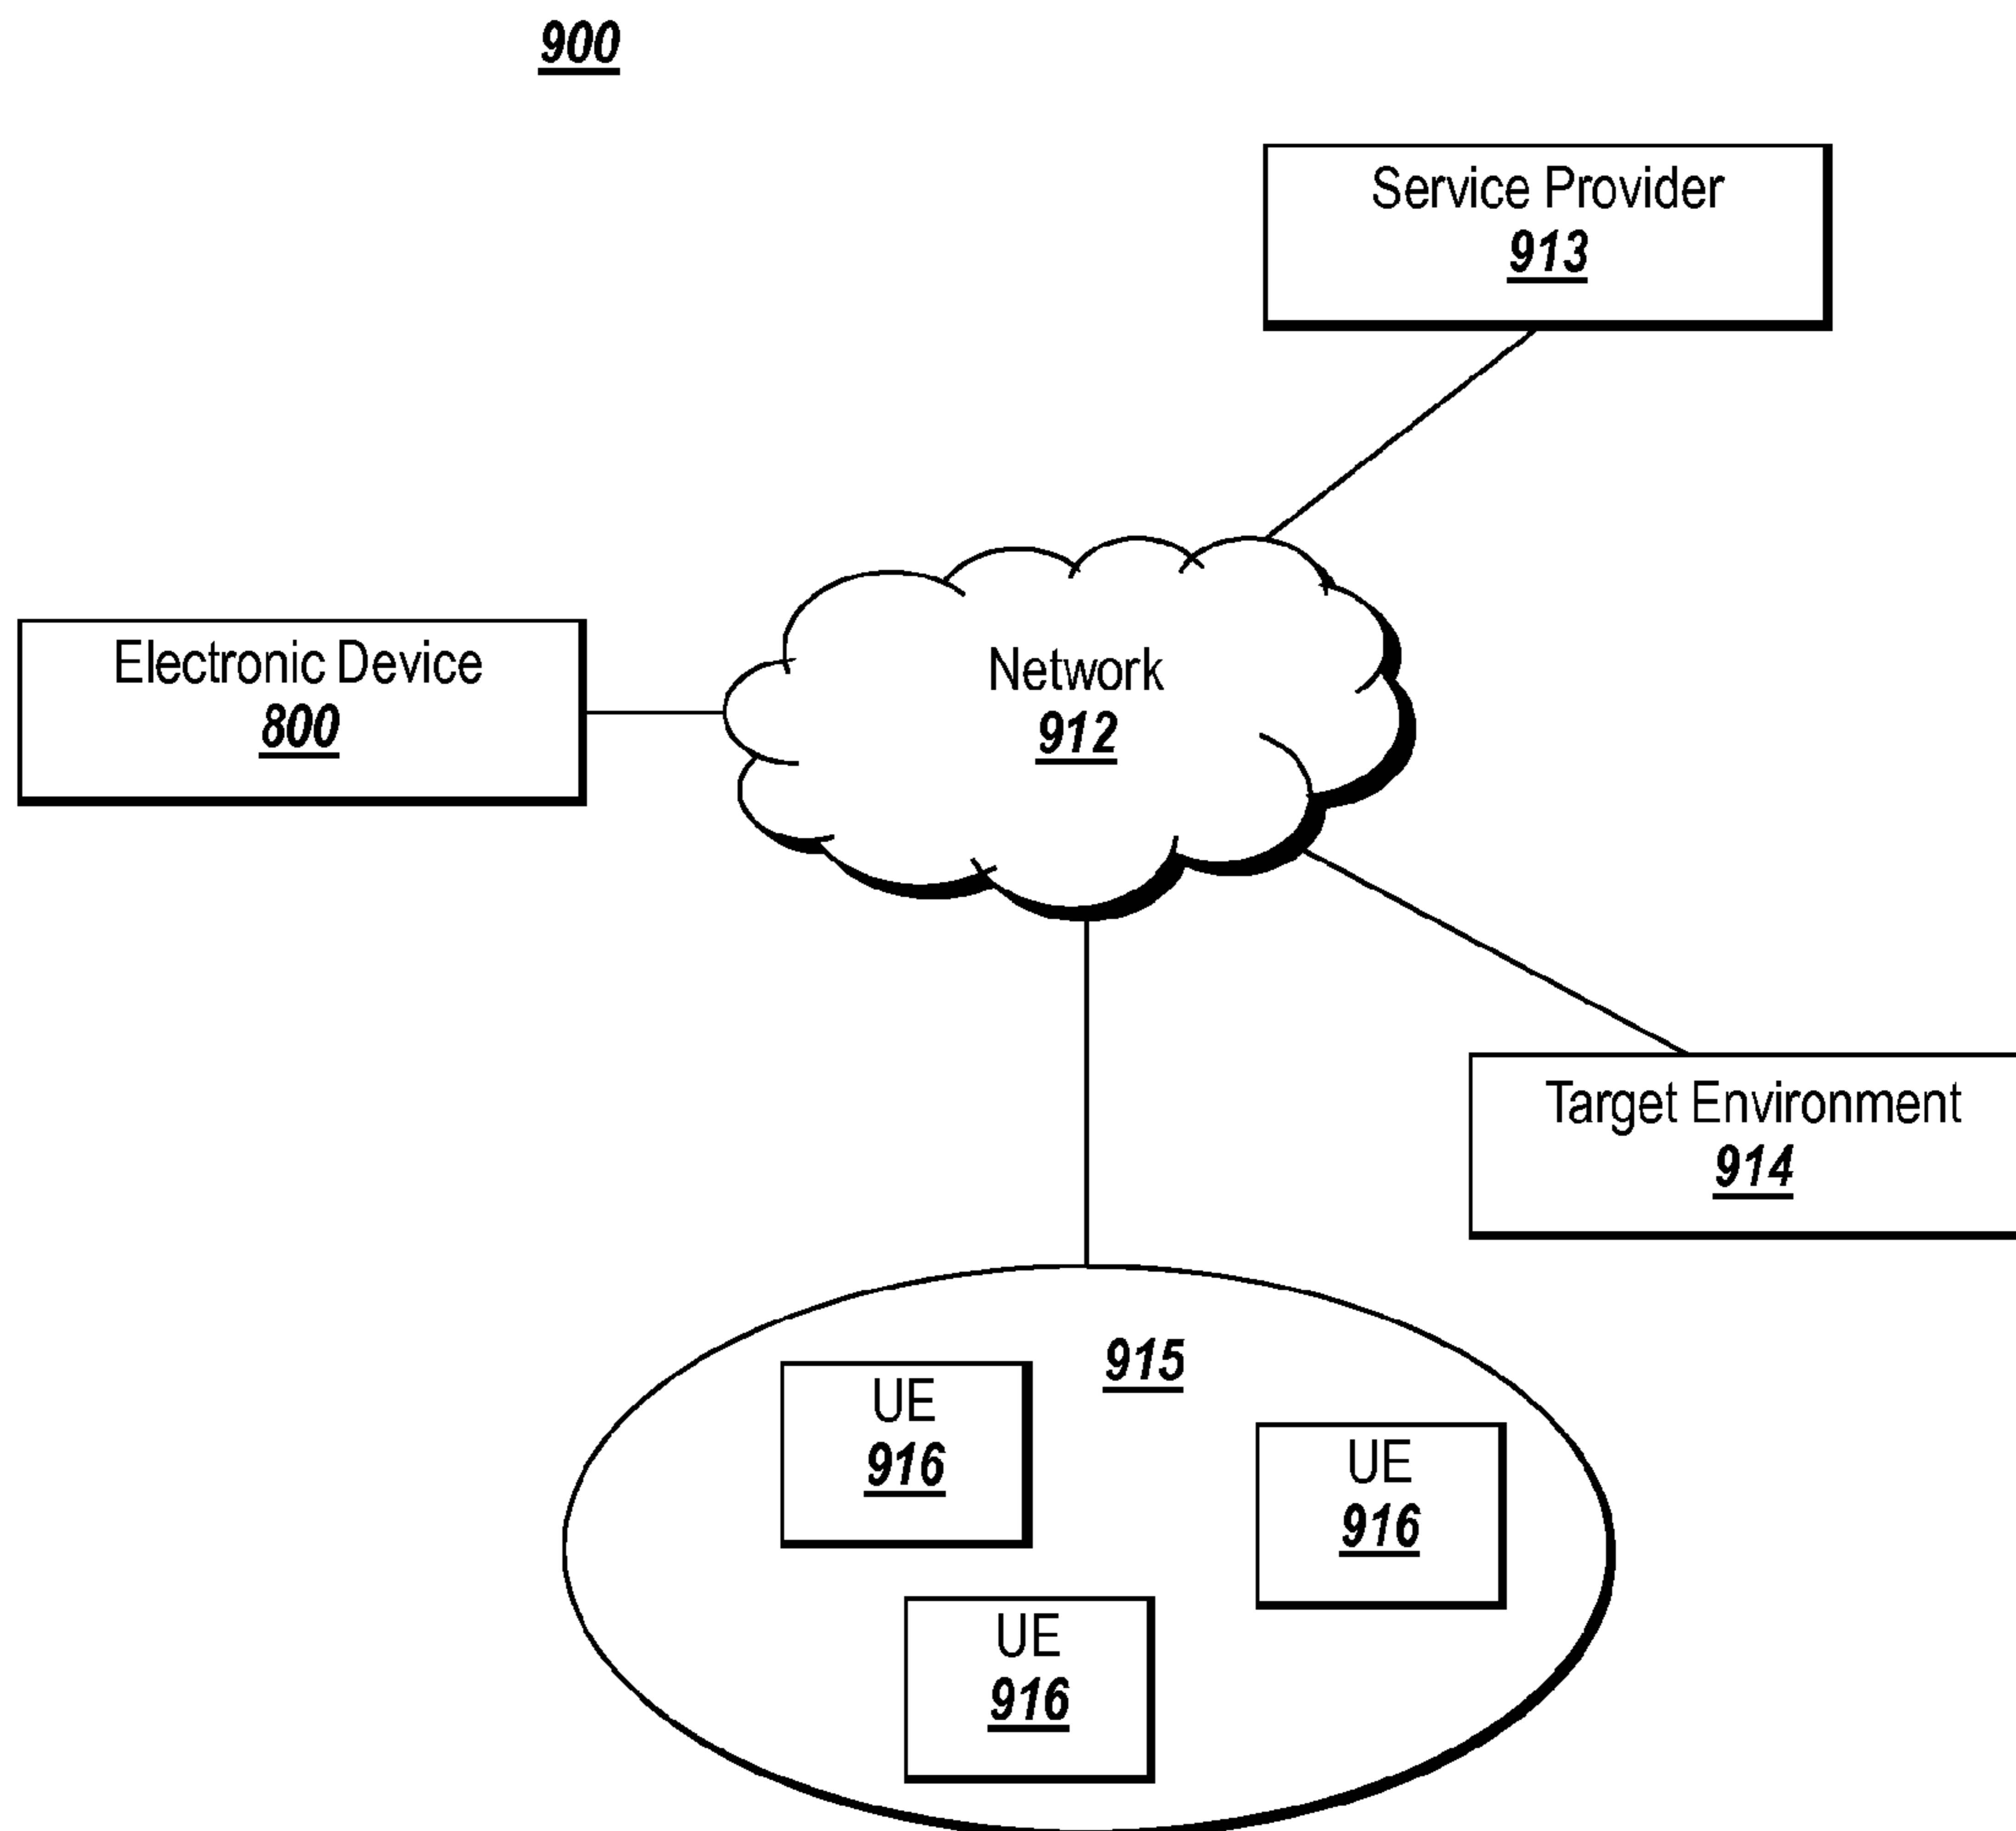 900
Service Provider
913
Electronic Device
800
Network
912
Target Environment
914
915
UE
916
UE
916
UE
916